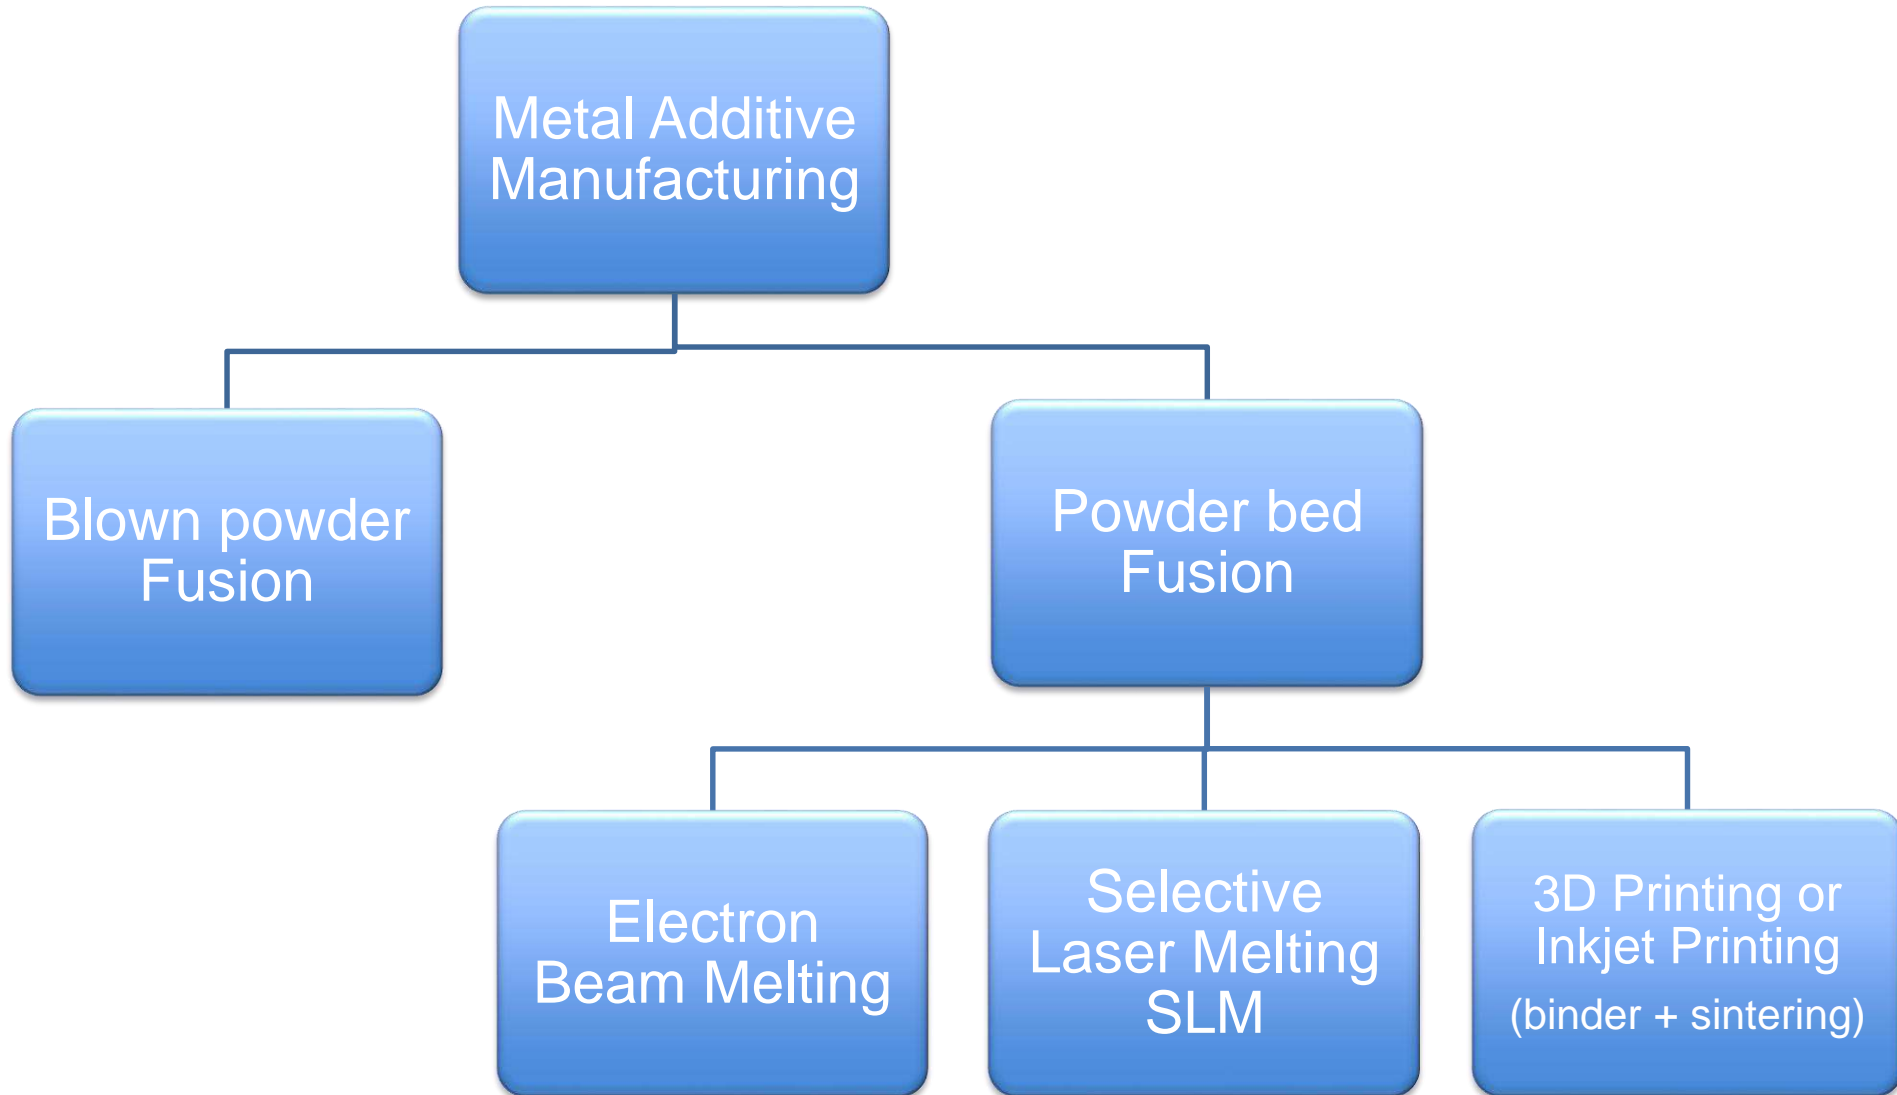 Metal Additive
Manufacturing
Blown powder
Fusion
Powder bed
Fusion
Electron
Beam Melting
Selective
Laser Melting
SLM
3D Printing or
Inkjet Printing
(binder + sintering)